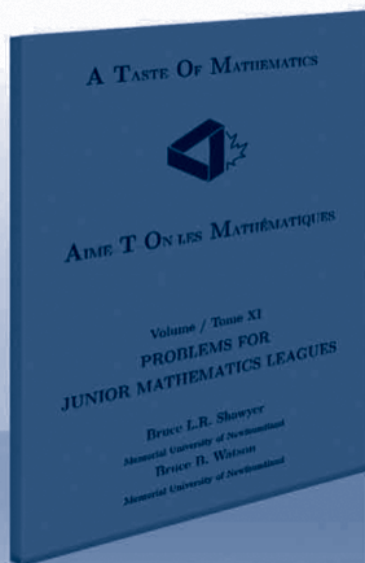 A TASTE OF MATHEMATICS
AIME T ON LES MATHÉMATIQUES
Volume / Tome XI
PROBLEMS FOR
JUNIOR MATHEMATICS LEAGUES
Bruce L.R. Shawyer
Memorial University of Newfoundland
Bruce B. Watson
Memorial University of Newfoundland